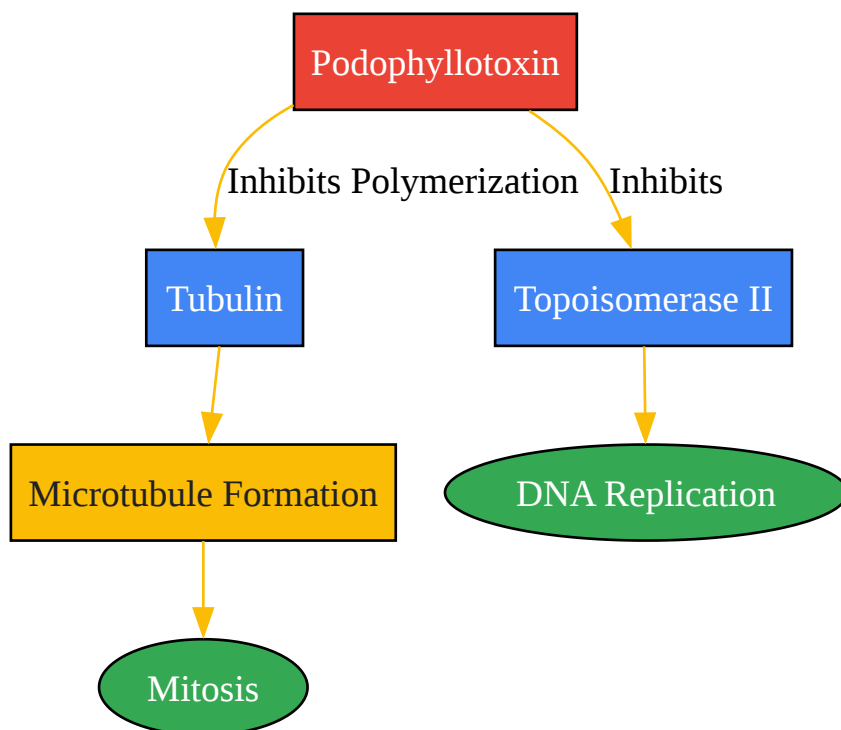 Podophyllotoxin
Inhibits Polymerization
Inhibits
Tubulin
Topoisomerase II
Microtubule Formation
DNA Replication
Mitosis